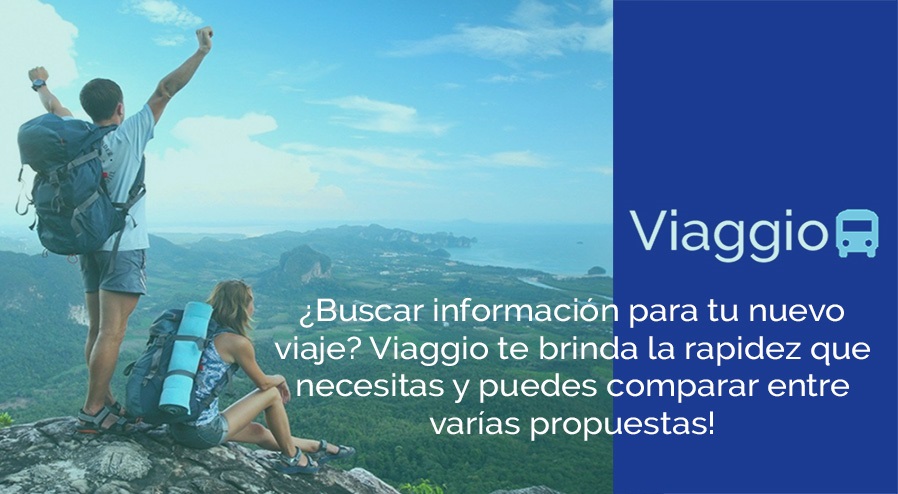 Viaggio
¿Buscar información para tu nuevo
viaje? Viaggio te brinda la rapidez que
necesitas y puedes comparar entre
varías propuestas!